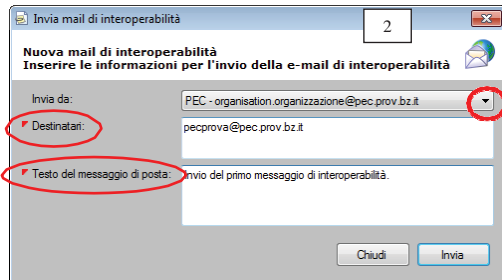 Invia mail di interoperabilità
2
Nuova mail di interoperabilità
Inserire le informazioni per l'invio della e-mail di interoperabilità
Invia da: PEC - organisation.organizzazione@pec.prov.bz.it
Destinatari: pecprova@pec.prov.bz.it
Testo del messaggio di posta: Invio del primo messaggio di interoperabilità.
Chiudi Invia